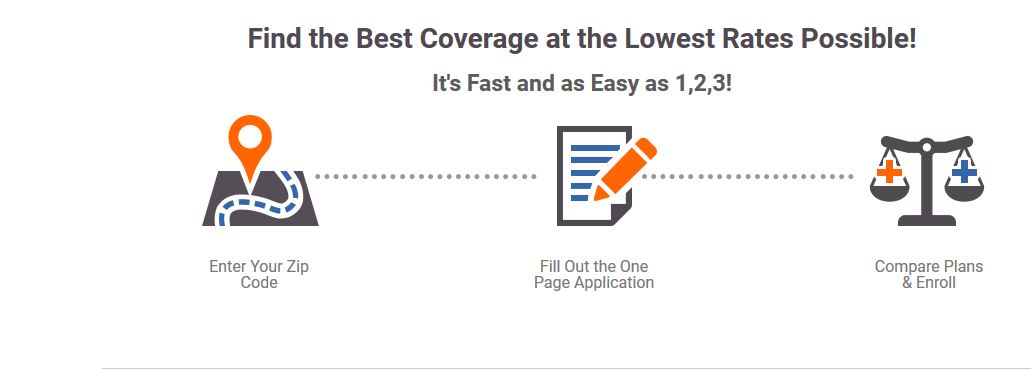 Find the Best Coverage at the Lowest Rates Possible!
It's Fast and as Easy as 1,2,3!
Enter Your Zip
Code
Fill Out the One
Page Application
Compare Plans
& Enroll